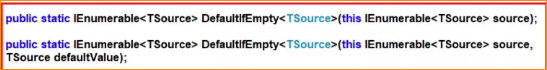 public static IEnumerable<TSource> DefaultIfEmpty<TSource>(this IEnumerable<TSource> source);
public static IEnumerable<TSource> DefaultIfEmpty<TSource>(this IEnumerable<TSource> source,
TSource defaultValue);